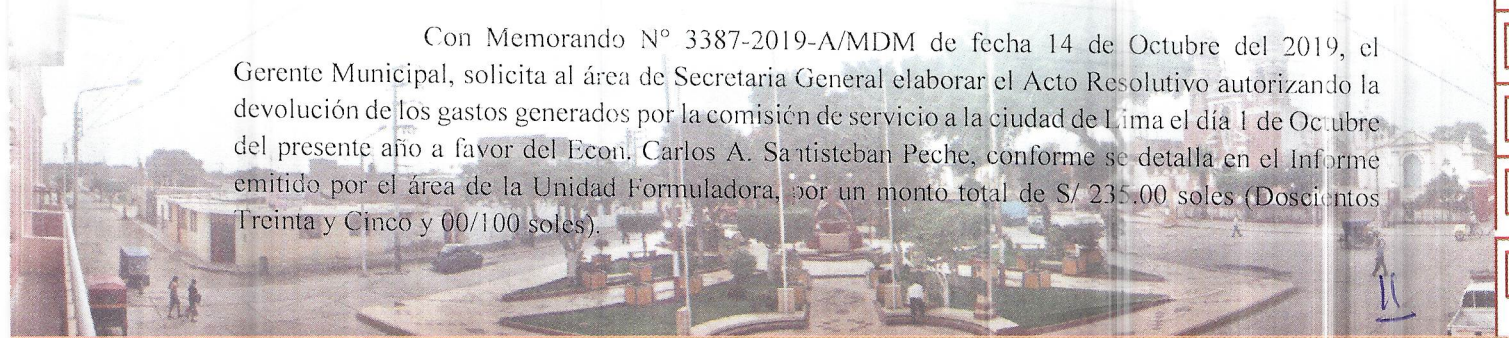 Con Memorando N° 3387-2019-A/MDM de fecha 14 de Octubre del 2019, el
Gerente Municipal, solicita al área de Secretaria General elaborar el Acto Resolutivo autorizando la
devolución de los gastos generados por la comisión de servicio a la ciudad de Lima el día 1 de Octubre
del presente año a favor del Econ. Carlos A. Santisteban Peche, conforme se detalla en el Informe
emitido por el área de la Unidad Formuladora, por un monto total de S/ 235.00 soles (Doscientos
Treinta y Cinco y 00/100 soles).
11